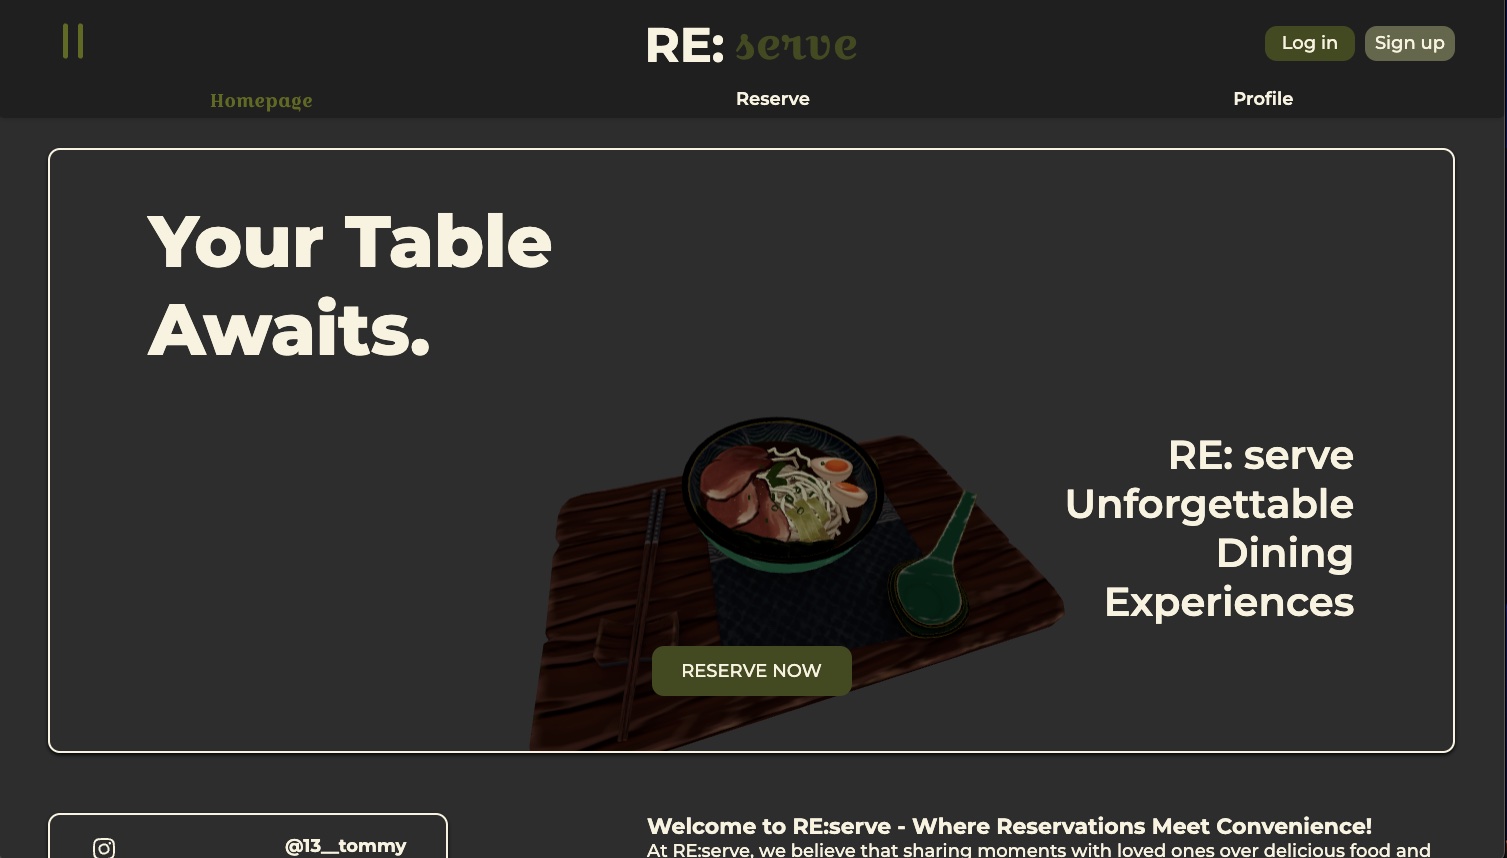 RE: serve
Log in
Sign up
Homepage
Reserve
Profile
Your Table
Awaits.
RE: serve
Unforgettable
Dining
Experiences
RESERVE NOW
@13__tommy
Welcome to RE:serve - Where Reservations Meet Convenience!
At RE:serve, we believe that sharing moments with loved ones over delicious food and